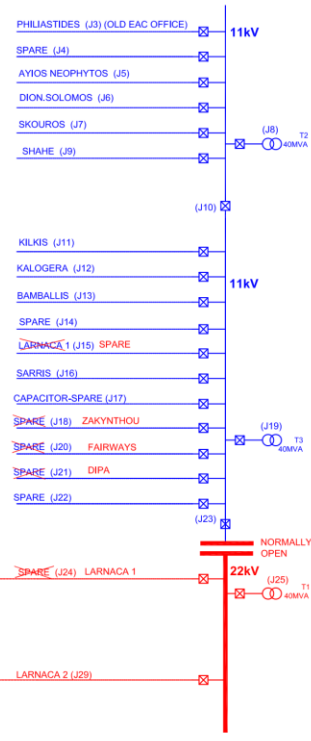 PHILIASTIDES (J3) (OLD EAC OFFICE)
11kV
SPARE (J4)
AYIOS NEOPHYTOS (J5)
DION.SOLOMOS (J6)
SKOUROS (J7)
(J8)
T2
40MVA
SHAHE (J9)
(J10)
KILKIS (J11)
KALOGERA (J12)
11kV
BAMBALLIS (J13)
SPARE (J14)
LARNACA 1 (J15) SPARE
SARRIS (J16)
CAPACITOR-SPARE (J17)
SPARE (J18) ZAKYNTHOU
(J19)
T3
40MVA
SPARE (J20) FAIRWAYS
SPARE (J21) DIPA
SPARE (J22)
(J23)
NORMALLY
OPEN
22kV
SPARE (J24) LARNACA 1
(J25)
T1
40MVA
LARNACA 2 (J29)